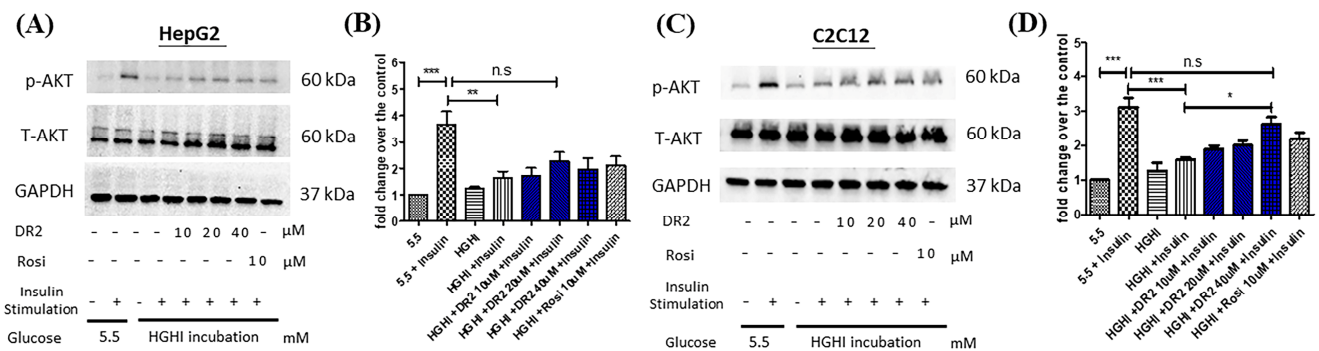 (A)
HepG2
p-AKT
60 kDa
T-AKT
60 kDa
GAPDH
37 kDa
DR2 - - - - 10 20 40 - μM
Rosi - - - - - - - 10 μM
Insulin
Stimulation - + - + + + + +
Glucose 5.5 HGHI incubation mM
(B)
fold change over the control
6
5
4
3
2
1
0
***
n.s
**
5.5
5.5 + Insulin
HGHI
HGHI +Insulin
HGHI +DR2 10uM +Insulin
HGHI +DR2 20uM +Insulin
HGHI +DR2 40uM +Insulin
HGHI +Rosi 10uM +Insulin
(C)
C2C12
p-AKT
60 kDa
T-AKT
60 kDa
GAPDH
37 kDa
DR2 - - - - 10 20 40 - μM
Rosi - - - - - - - 10 μM
Insulin
Stimulation - + - + + + + +
Glucose 5.5 HGHI incubation mM
(D)
fold change over the control
5
4
3
2
1
0
***
n.s
***
*
5.5
5.5 + Insulin
HGHI
HGHI +Insulin
HGHI +DR2 10uM +Insulin
HGHI +DR2 20uM +Insulin
HGHI +DR2 40uM +Insulin
HGHI +Rosi 10uM +Insulin